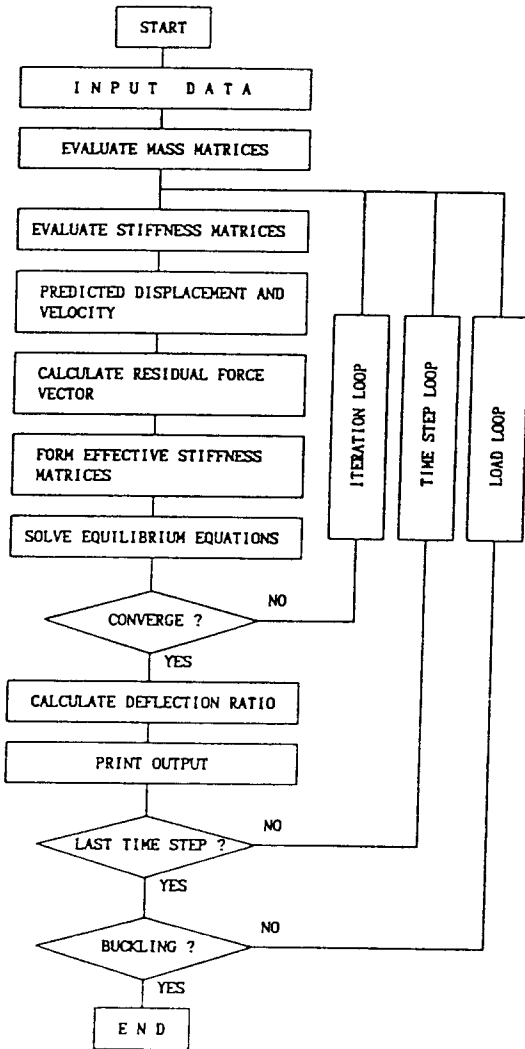 START
INPUT DATA
EVALUATE MASS MATRICES
EVALUATE STIFFNESS MATRICES
PREDICTED DISPLACEMENT AND
VELOCITY
CALCULATE RESIDUAL FORCE
VECTOR
FORM EFFECTIVE STIFFNESS
MATRICES
SOLVE EQUILIBRIUM EQUATIONS
ITERATION LOOP
TIME STEP LOOP
LOAD LOOP
CONVERGE ?
NO
YES
CALCULATE DEFLECTION RATIO
PRINT OUTPUT
LAST TIME STEP ?
NO
YES
BUCKLING ?
NO
YES
END